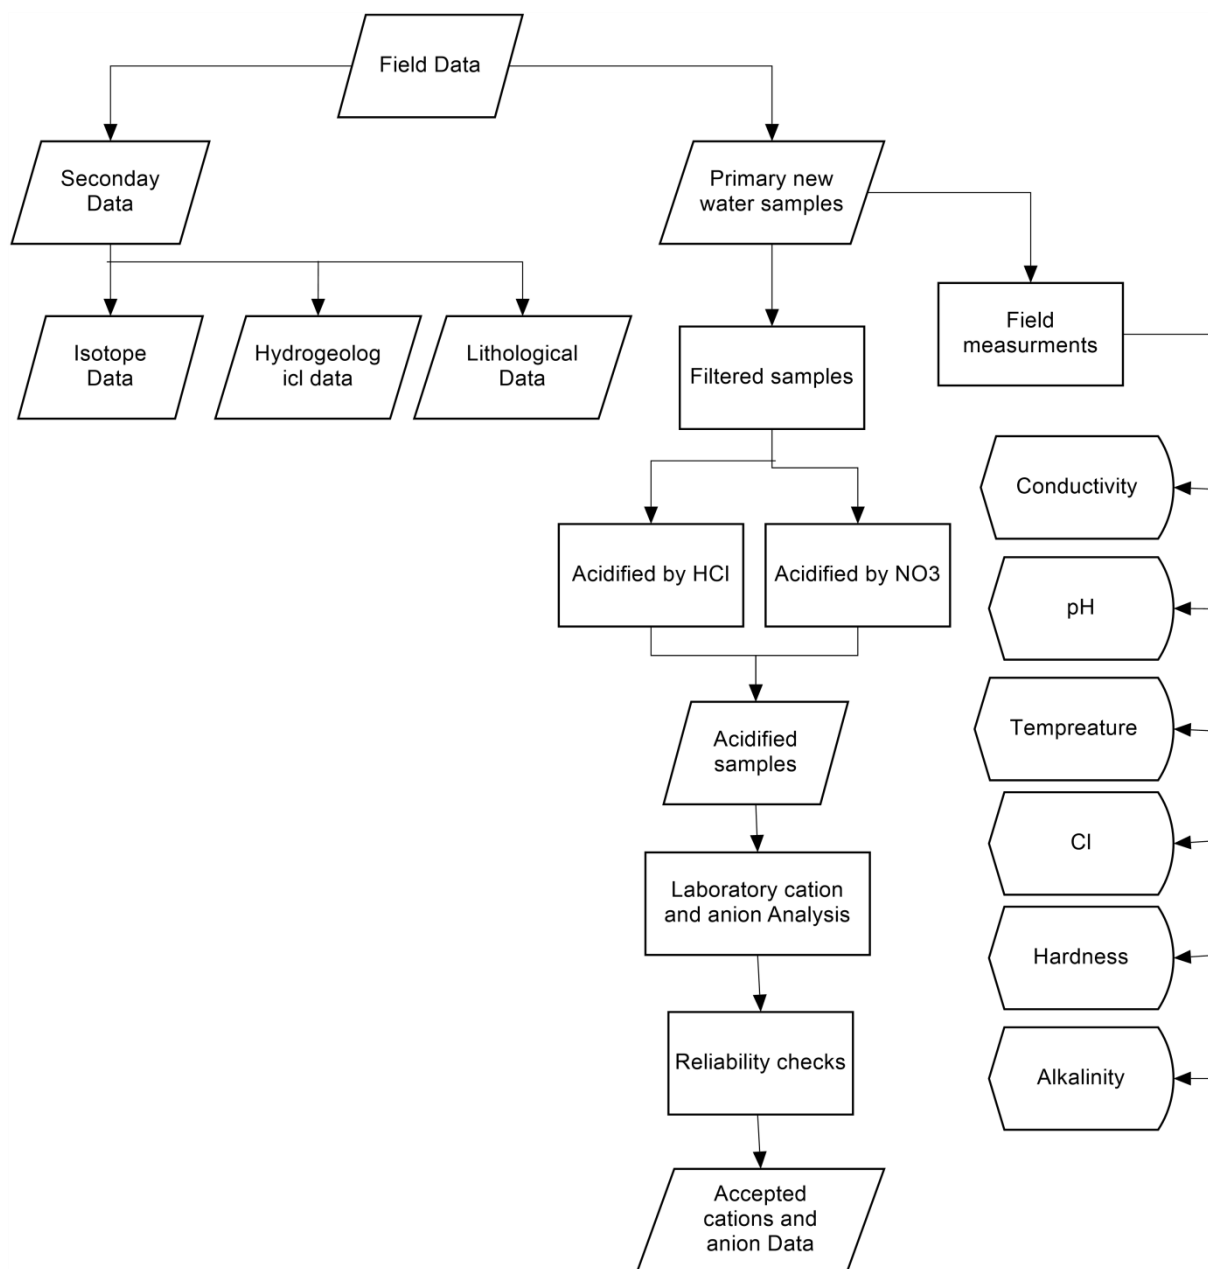 Field Data
Seconday
Data
Primary new
water samples
Isotope
Data
Hydrogeolog
icl data
Lithological
Data
Filtered samples
Field
measurments
Acidified by HCl
Acidified by NO3
Acidified
samples
Laboratory cation
and anion Analysis
Reliability checks
Accepted
cations and
anion Data
Conductivity
pH
Tempreature
Cl
Hardness
Alkalinity